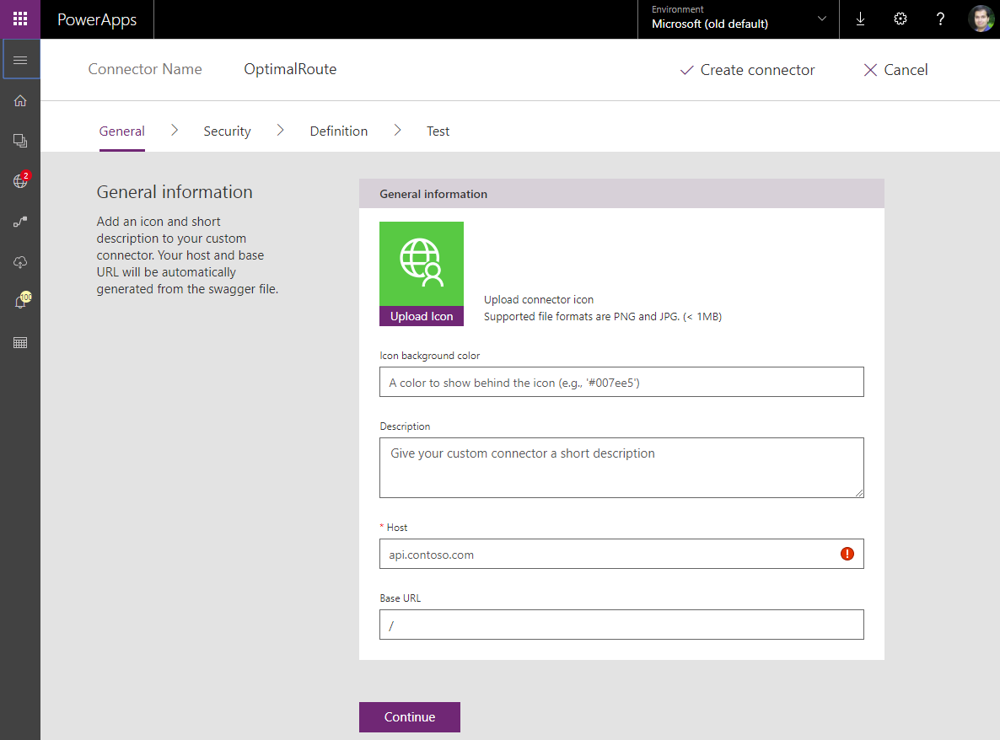 PowerApps
Environment
Microsoft (old default)
?
Connector Name
OptimalRoute
Create connector
Cancel
General
Security
Definition
Test
2
100
General information
Add an icon and short
description to your custom
connector. Your host and base
URL will be automatically
generated from the swagger file.
General information
Upload Icon
Upload connector icon
Supported file formats are PNG and JPG. (< 1MB)
Icon background color
A color to show behind the icon (e.g., '#007ee5')
Description
Give your custom connector a short description
* Host
api.contoso.com
!
Base URL
/
Continue